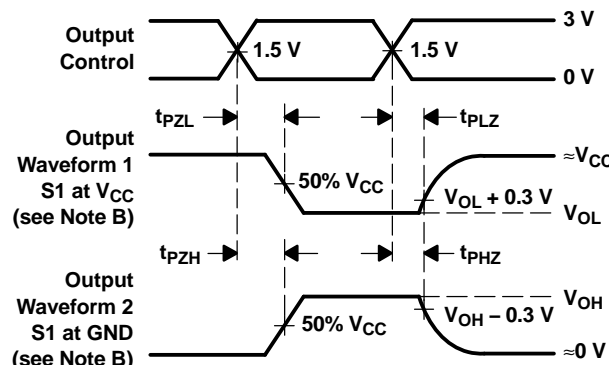 Output
Control
1.5 V
1.5 V
3 V
0 V
tPZL
tPLZ
Output
Waveform 1
S1 at VCC
(see Note B)
50% VCC
≈VCC
VOL + 0.3 V
VOL
tPZH
tPHZ
Output
Waveform 2
S1 at GND
(see Note B)
50% VCC
VOH
VOH – 0.3 V
≈0 V